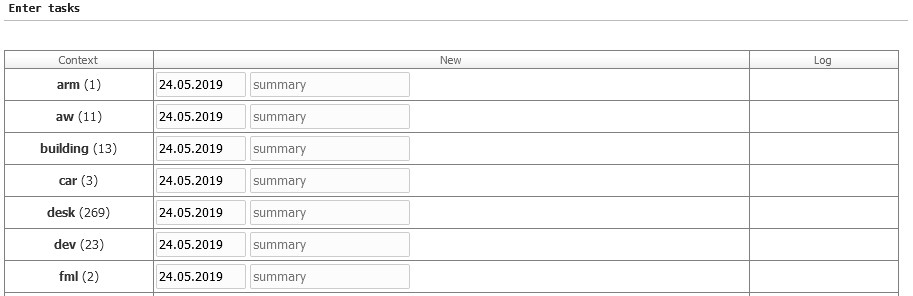 Enter tasks
Context New Log
arm (1) 24.05.2019 summary
aw (11) 24.05.2019 summary
building (13) 24.05.2019 summary
car (3) 24.05.2019 summary
desk (269) 24.05.2019 summary
dev (23) 24.05.2019 summary
fml (2) 24.05.2019 summary